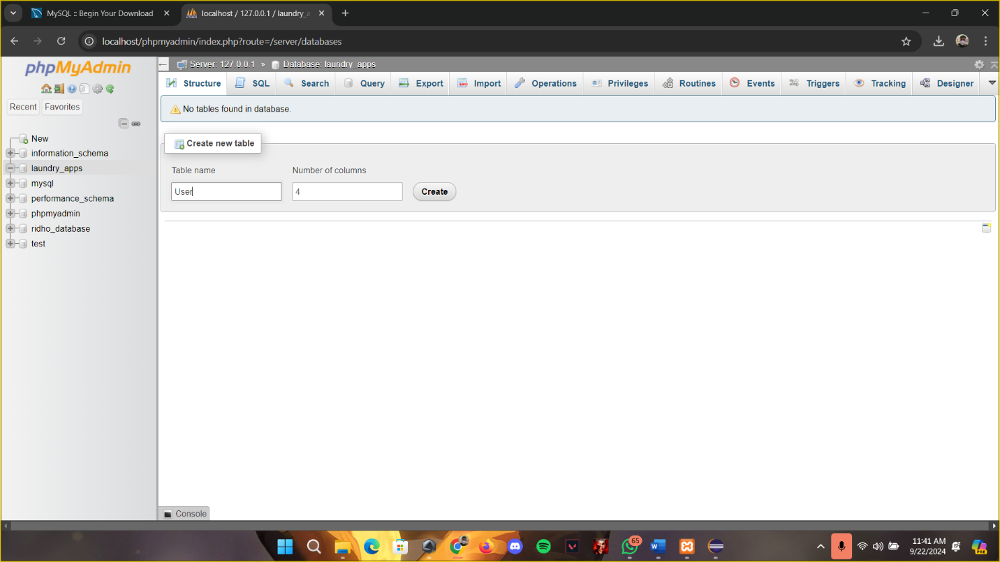 MySQL :: Begin Your Download
localhost / 127.0.0.1 / laundry_a
localhost/phpmyadmin/index.php?route=/server/databases
phpMyAdmin
Server: 127.0.0.1 » Database: laundry_apps
Structure SQL Search Query Export Import Operations Privileges Routines Events Triggers Tracking Designer
Recent Favorites
No tables found in database.
New
information_schema
laundry_apps
mysql
performance_schema
phpmyadmin
ridho_database
test
Create new table
Table name Number of columns
User 4 Create
Console
65
11:41 AM
9/22/2024
PRE